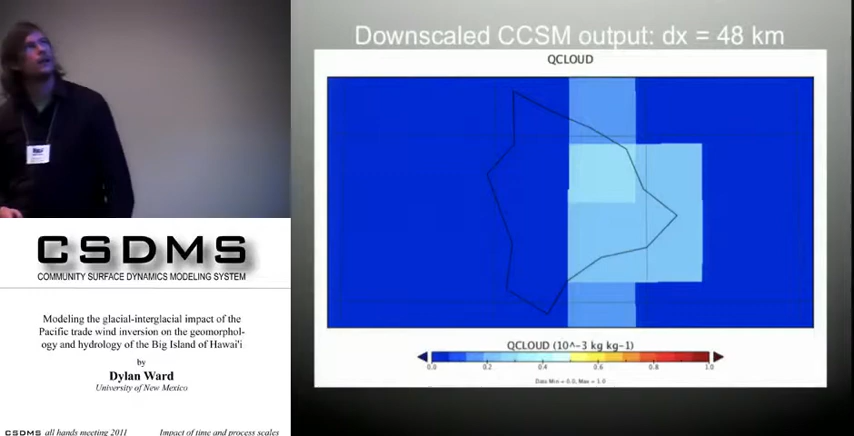 Downscaled CCSM output: dx = 48 km
QCLOUD
QCLOUD (10^-3 kg kg-1)
0.0 0.2 0.4 0.6 0.8 1.0
Data Min = 0.0, Max = 1.0
CSDMS
COMMUNITY SURFACE DYNAMICS MODELING SYSTEM
Modeling the glacial-interglacial impact of the
Pacific trade wind inversion on the geomorphol-
ogy and hydrology of the Big Island of Hawai'i
by
Dylan Ward
University of New Mexico
CSDMS all hands meeting 2011 Impact of time and process scales